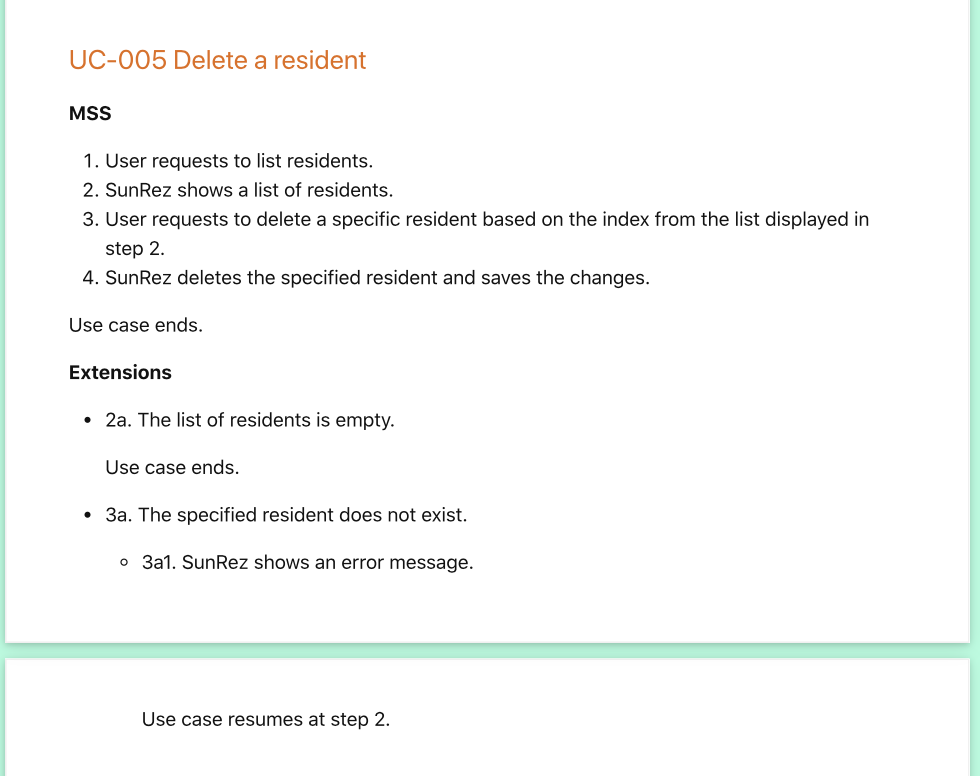 UC-005 Delete a resident
MSS
1. User requests to list residents.
2. SunRez shows a list of residents.
3. User requests to delete a specific resident based on the index from the list displayed in
step 2.
4. SunRez deletes the specified resident and saves the changes.
Use case ends.
Extensions
• 2a. The list of residents is empty.
Use case ends.
• 3a. The specified resident does not exist.
◦ 3a1. SunRez shows an error message.
Use case resumes at step 2.